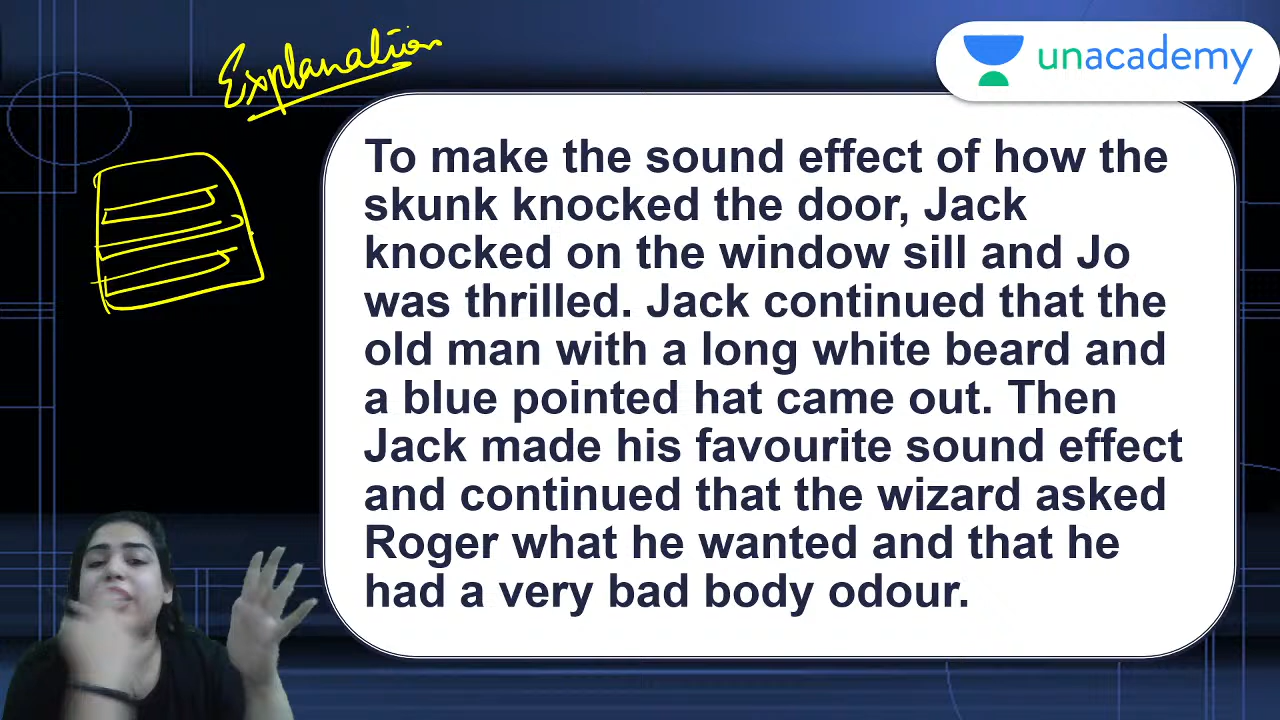 Explanation
unacademy
To make the sound effect of how the
skunk knocked the door, Jack
knocked on the window sill and Jo
was thrilled. Jack continued that the
old man with a long white beard and
a blue pointed hat came out. Then
Jack made his favourite sound effect
and continued that the wizard asked
Roger what he wanted and that he
had a very bad body odour.